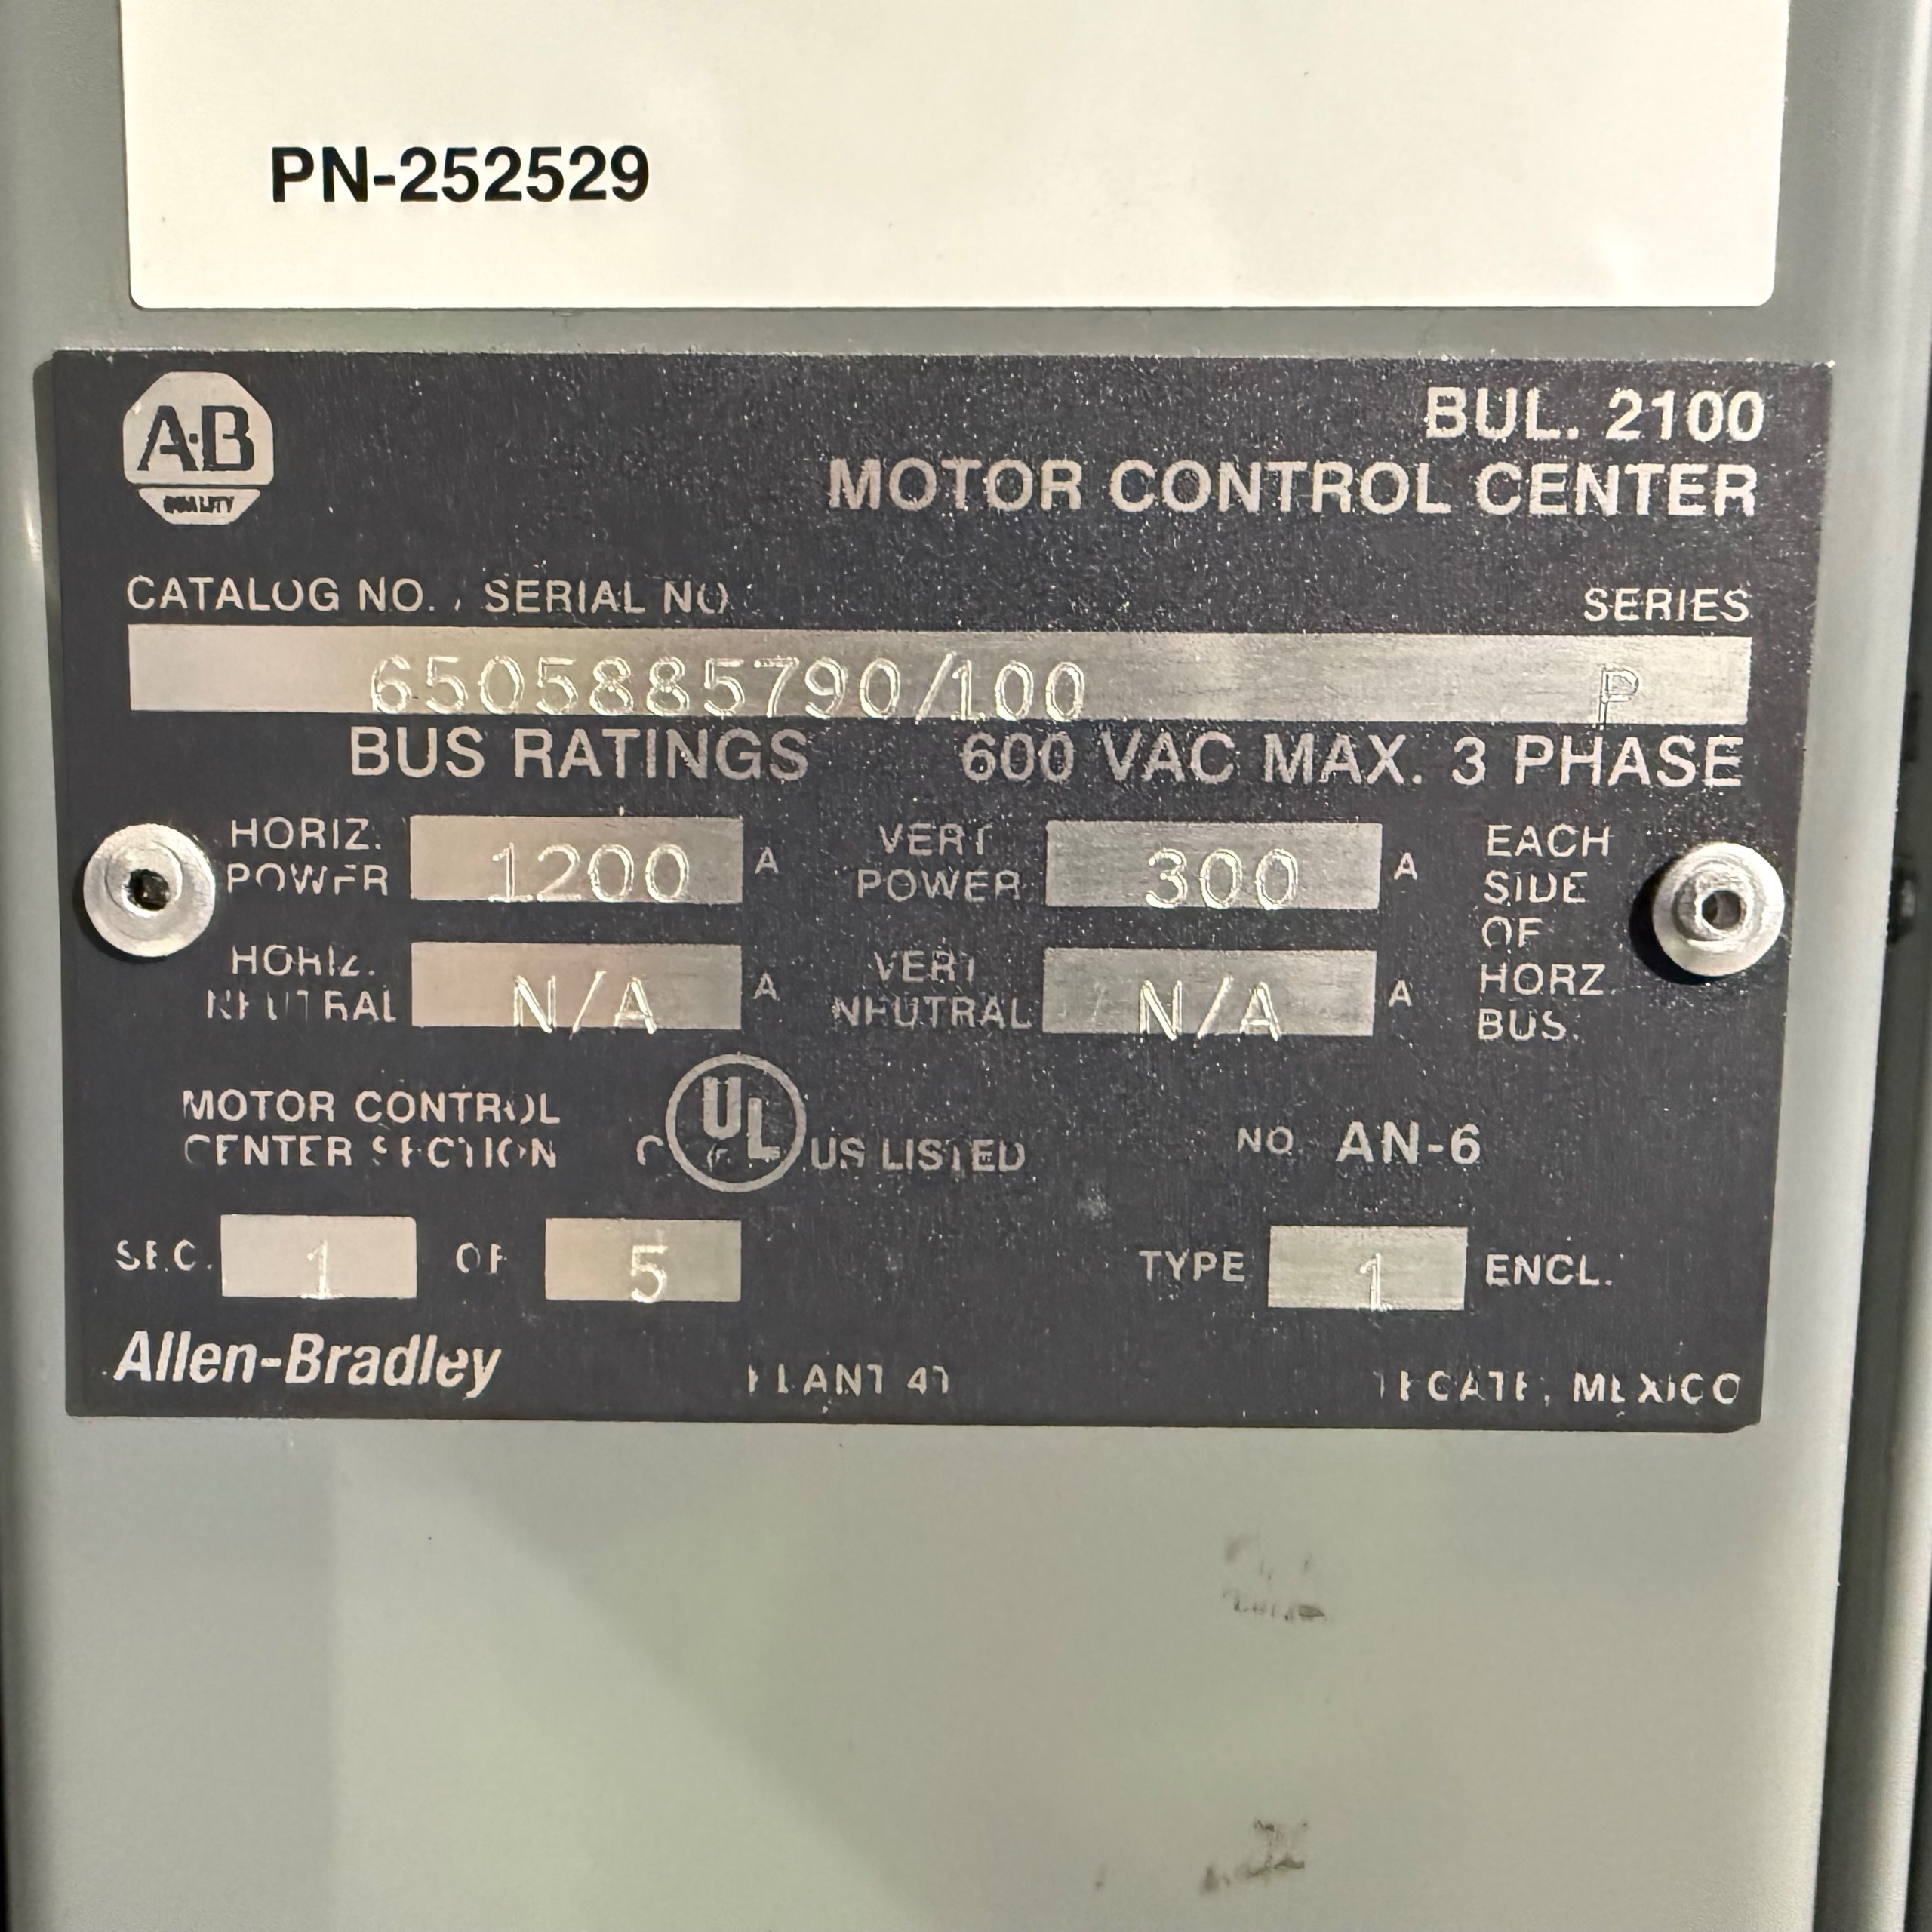 PN-252529
A·B
QUALITY
BUL. 2100
MOTOR CONTROL CENTER
CATALOG NO. / SERIAL NO.
SERIES
6505885790/100
P
BUS RATINGS 600 VAC MAX. 3 PHASE
HORIZ. POWER 1200 A
VERT POWER 300 A
HORIZ. NEUTRAL N/A A
VERT NEUTRAL N/A A
EACH
SIDE
OF
HORZ.
BUS.
MOTOR CONTROL
CENTER SECTION
C UL US LISTED
NO. AN-6
SEC. 1 OF 5
TYPE 1 ENCL.
Allen-Bradley
PLANT 41
TECATE, MEXICO